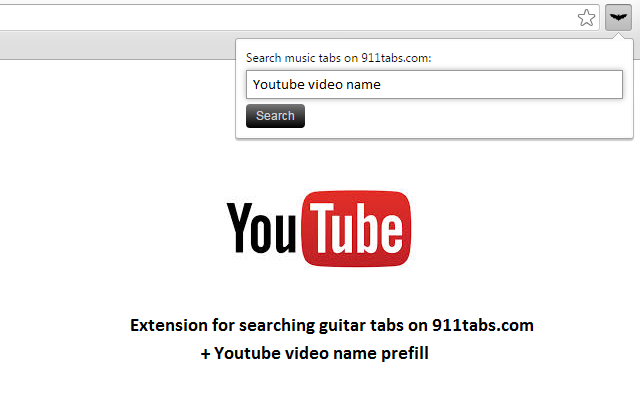 Search music tabs on 911tabs.com:
Youtube video name
Search
YouTube
Extension for searching guitar tabs on 911tabs.com
+ Youtube video name prefill